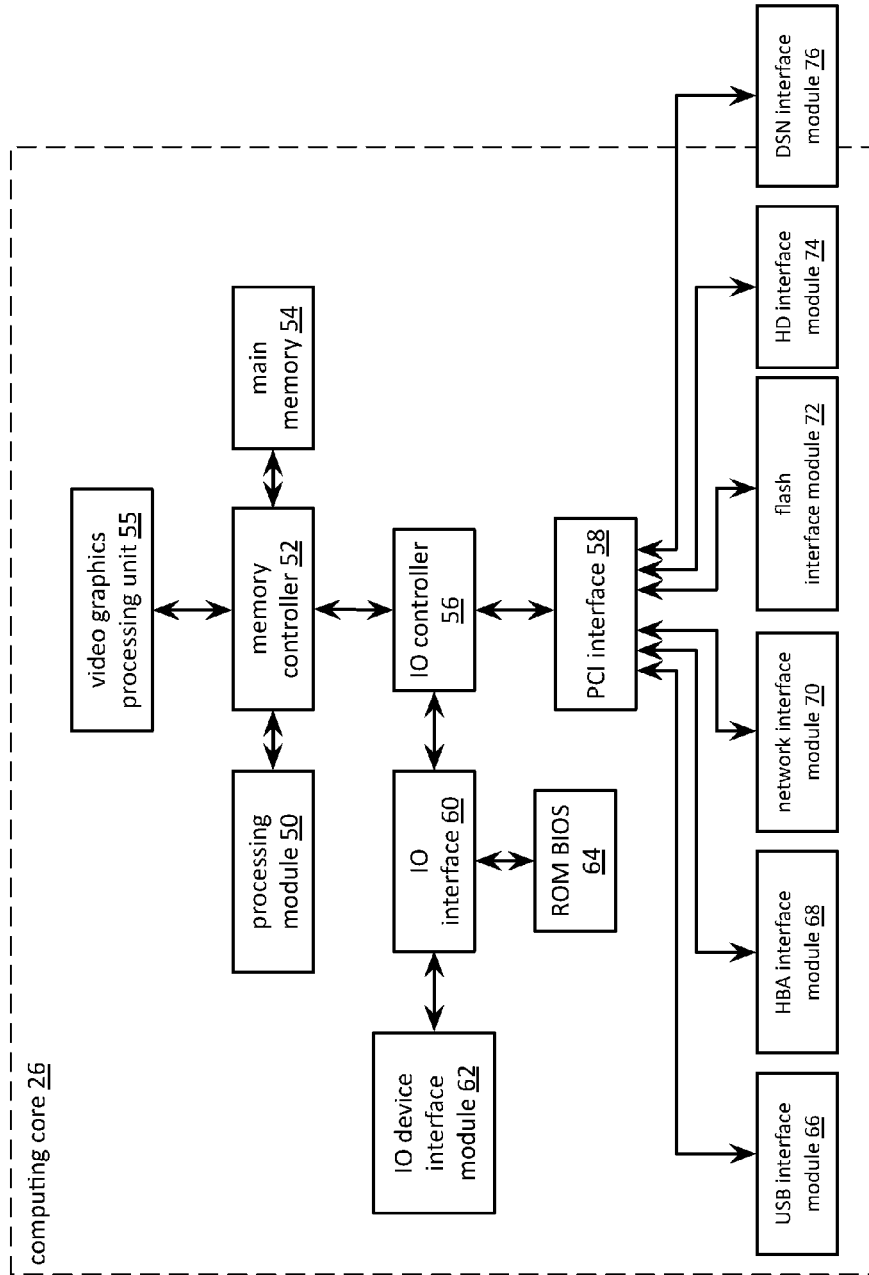 computing core 26
video graphics
processing unit 55
processing
module 50
memory
controller 52
main
memory 54
IO device
interface
module 62
IO
interface 60
IO controller
56
ROM BIOS
64
PCI interface 58
USB interface
module 66
HBA interface
module 68
network interface
module 70
flash
interface module 72
HD interface
module 74
DSN interface
module 76